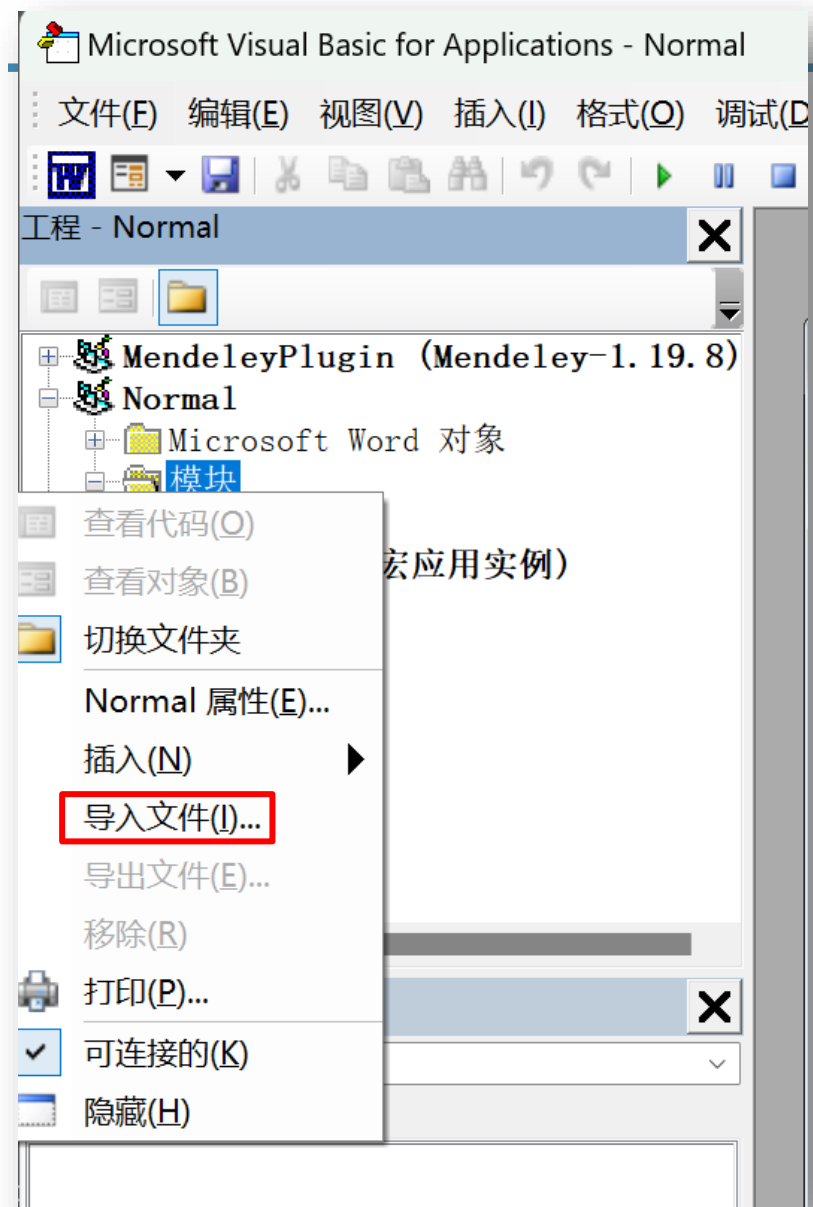 Microsoft Visual Basic for Applications - Normal
文件(F) 编辑(E) 视图(V) 插入(I) 格式(O) 调试(D
工程 - Normal
MendeleyPlugin (Mendeley-1.19.8)
Normal
Microsoft Word 对象
模块
查看代码(O)
宏应用实例)
查看对象(B)
切换文件夹
Normal 属性(E)...
插入(N)
导入文件(I)...
导出文件(E)...
移除(R)
打印(P)...
可连接的(K)
隐藏(H)